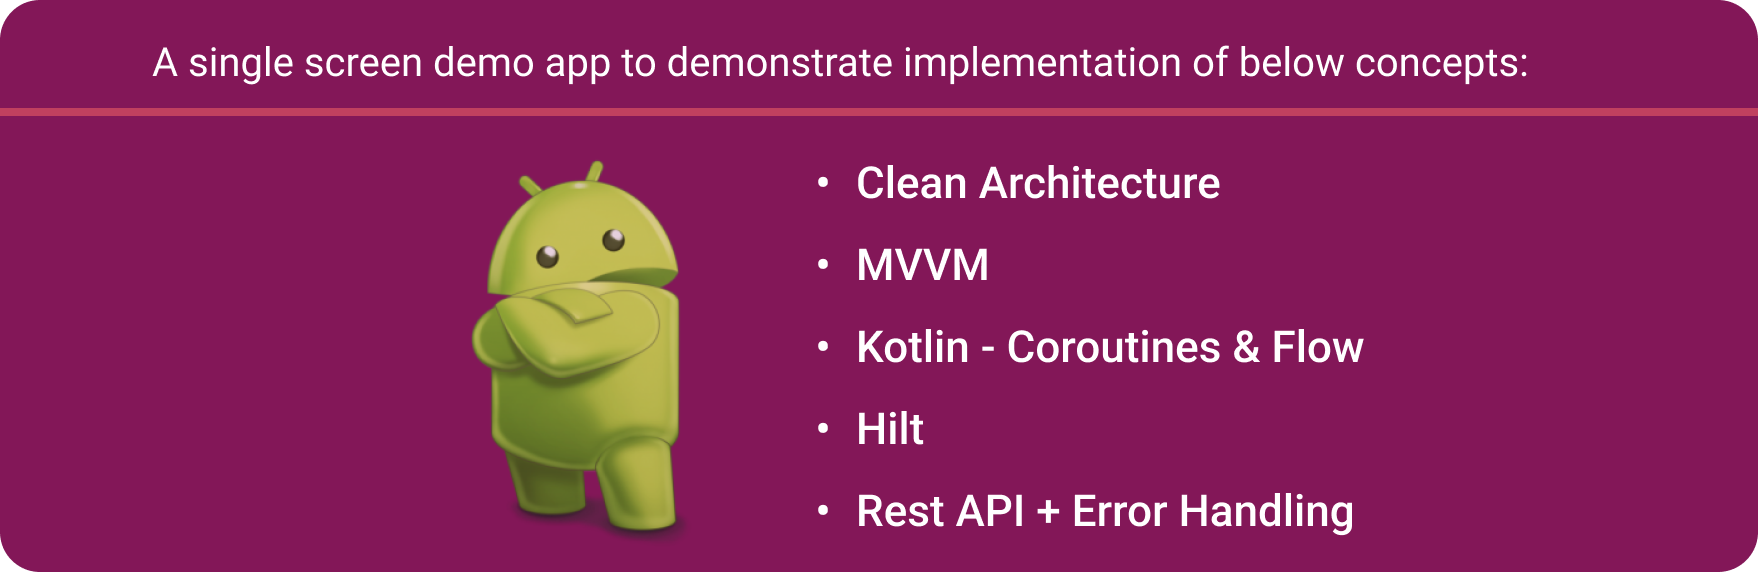 A single screen demo app to demonstrate implementation of below concepts:
• Clean Architecture
• MVVM
• Kotlin - Coroutines & Flow
• Hilt
• Rest API + Error Handling